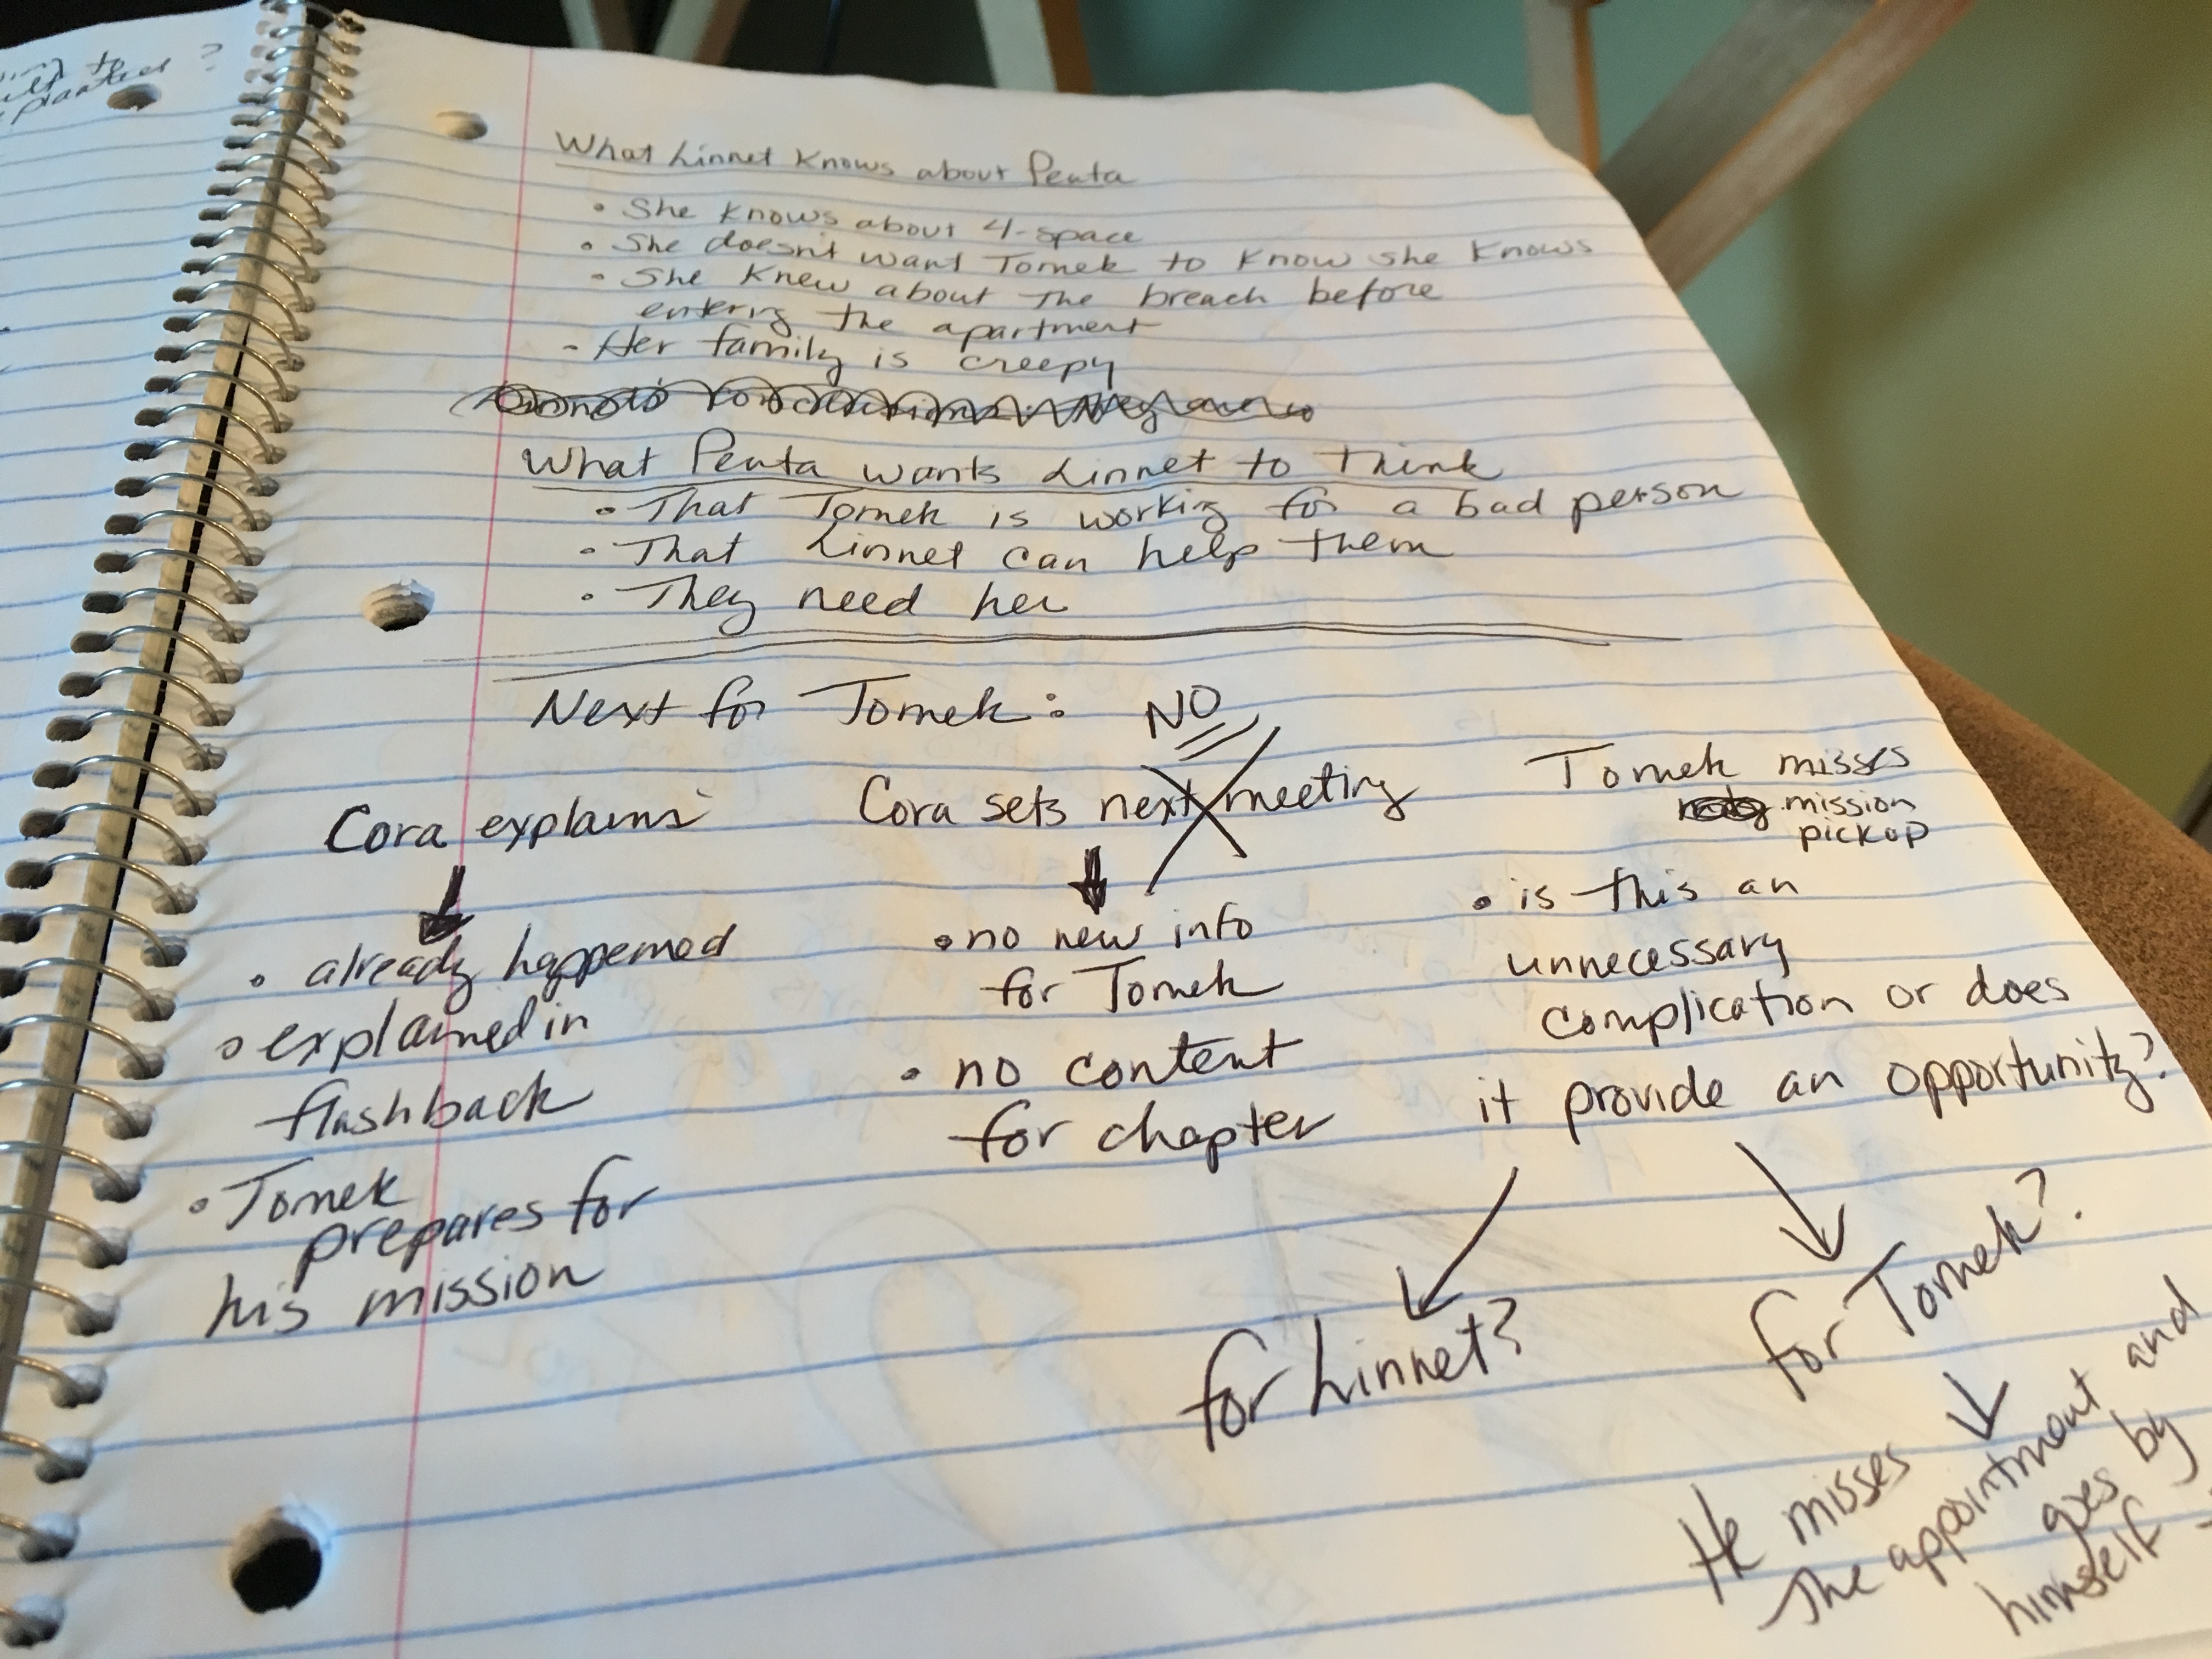 What Linnet Knows about Penta
• She knows about 4-space
• She doesn't want Tomek to know she knows
• She knew about the breach before
entering the apartment
- Her family is creepy
What Penta wants Linnet to think
• That Tomek is working for a bad person
• That Linnet can help them
• They need her
Next for Tomek:
NO
Cora explains
• already happened
• explained in
flashback
• Tomek
prepares for
his mission
Cora sets next meeting
• no new info
for Tomek
• no content
for chapter
Tomek misses
mission
pickup
• is this an
unnecessary
complication or does
it provide an opportunity?
for Linnet?
for Tomek?
He misses
the appointment and
goes by
himself
to
?